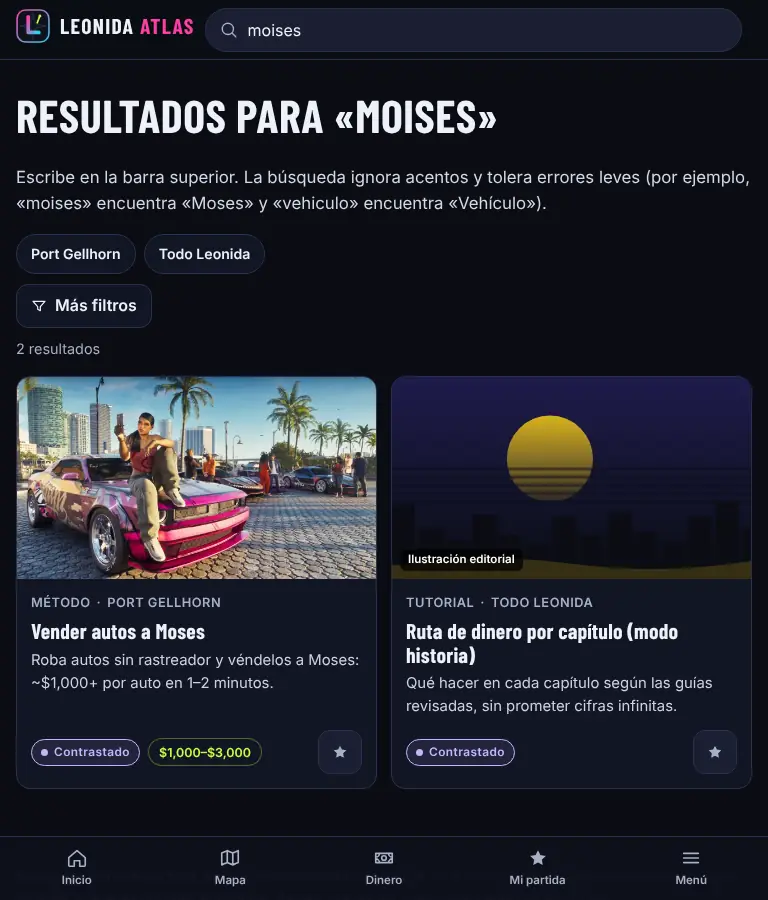 LEONIDA ATLAS
moises
RESULTADOS PARA «MOISES»
Escribe en la barra superior. La búsqueda ignora acentos y tolera errores leves (por ejemplo,
«moises» encuentra «Moses» y «vehiculo» encuentra «Vehículo»).
Port Gellhorn
Todo Leonida
Más filtros
2 resultados
MÉTODO · PORT GELLHORN
Vender autos a Moses
Roba autos sin rastreador y véndelos a Moses:
~$1,000+ por auto en 1–2 minutos.
Contrastado
$1,000–$3,000
Ilustración editorial
TUTORIAL · TODO LEONIDA
Ruta de dinero por capítulo (modo
historia)
Qué hacer en cada capítulo según las guías
revisadas, sin prometer cifras infinitas.
Contrastado
Inicio
Mapa
Dinero
Mi partida
Menú